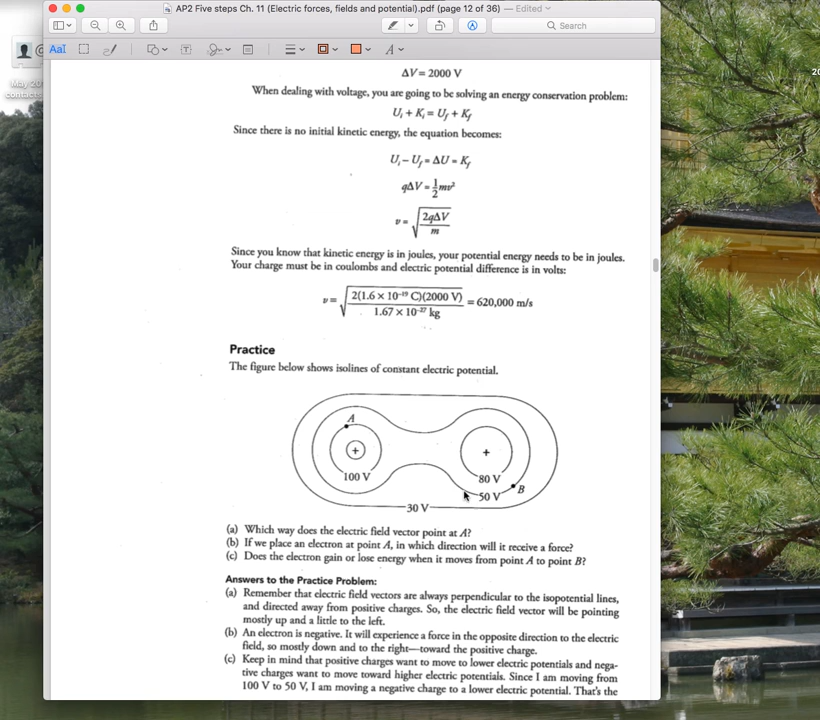 AP2 Five steps Ch. 11 (Electric forces, fields and potential).pdf (page 12 of 36) — Edited
Search
AaI
T
A
May 20
contaces
20
ΔV = 2000 V
When dealing with voltage, you are going to be solving an energy conservation problem:
Ui + Ki = Uf + Kf
Since there is no initial kinetic energy, the equation becomes:
Ui − Uf = ΔU = Kf
qΔV = 1/2 mv²
v = √(2qΔV / m)
Since you know that kinetic energy is in joules, your potential energy needs to be in joules.
Your charge must be in coulombs and electric potential difference is in volts:
v = √(2(1.6 × 10⁻¹⁹ C)(2000 V) / 1.67 × 10⁻²⁷ kg) = 620,000 m/s
Practice
The figure below shows isolines of constant electric potential.
A
+
+
100 V
80 V
B
50 V
30 V
(a) Which way does the electric field vector point at A?
(b) If we place an electron at point A, in which direction will it receive a force?
(c) Does the electron gain or lose energy when it moves from point A to point B?
Answers to the Practice Problem:
(a) Remember that electric field vectors are always perpendicular to the isopotential lines,
and directed away from positive charges. So, the electric field vector will be pointing
mostly up and a little to the left.
(b) An electron is negative. It will experience a force in the opposite direction to the electric
field, so mostly down and to the right—toward the positive charge.
(c) Keep in mind that positive charges want to move to lower electric potentials and nega-
tive charges want to move toward higher electric potentials. Since I am moving from
100 V to 50 V, I am moving a negative charge to a lower electric potential. That's the